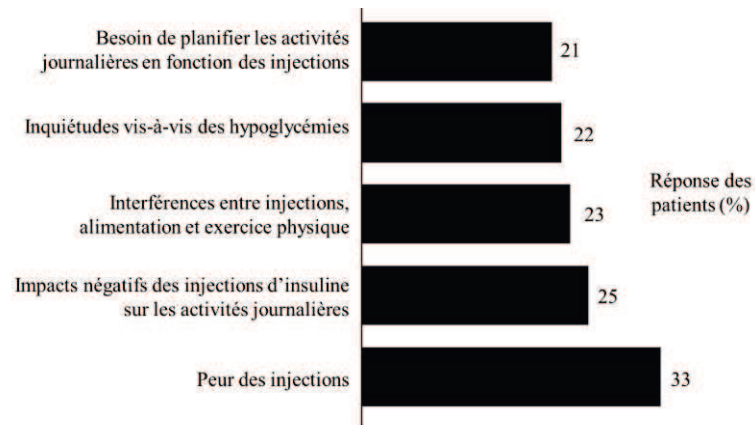 Besoin de planifier les activités
journalières en fonction des injections
21
Inquiétudes vis-à-vis des hypoglycémies
22
Interférences entre injections,
alimentation et exercice physique
23
Réponse des
patients (%)
Impacts négatifs des injections d’insuline
sur les activités journalières
25
Peur des injections
33